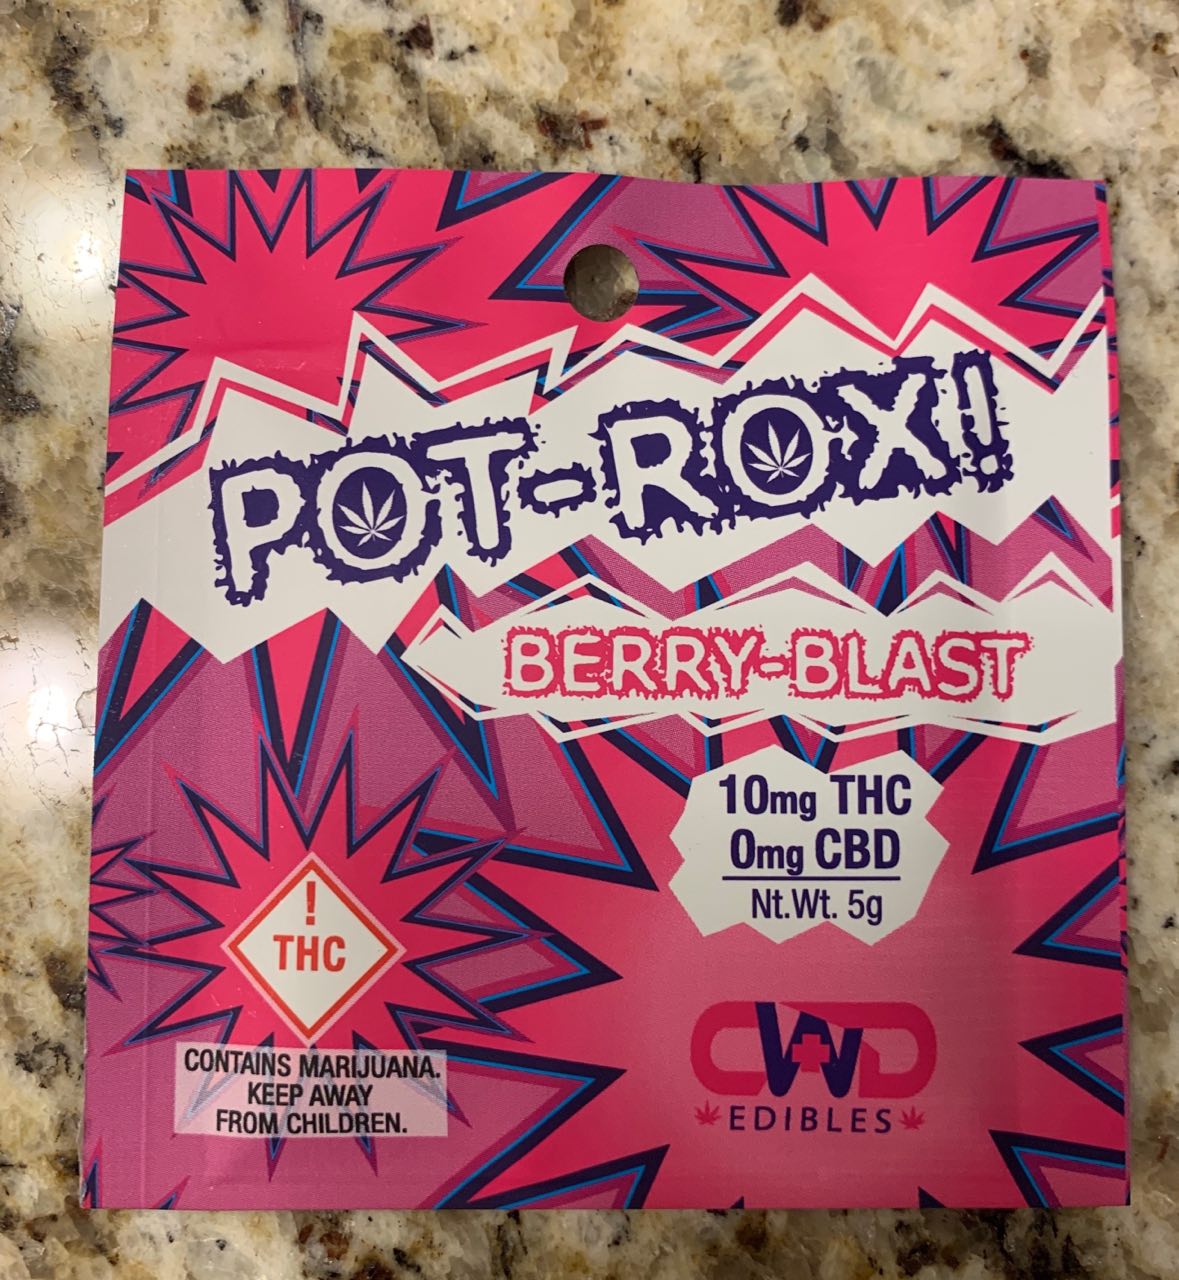 POT-ROX!
BERRY-BLAST
10mg THC
0mg CBD
Nt.Wt. 5g
!
THC
CONTAINS MARIJUANA.
KEEP AWAY
FROM CHILDREN.
CWD
EDIBLES